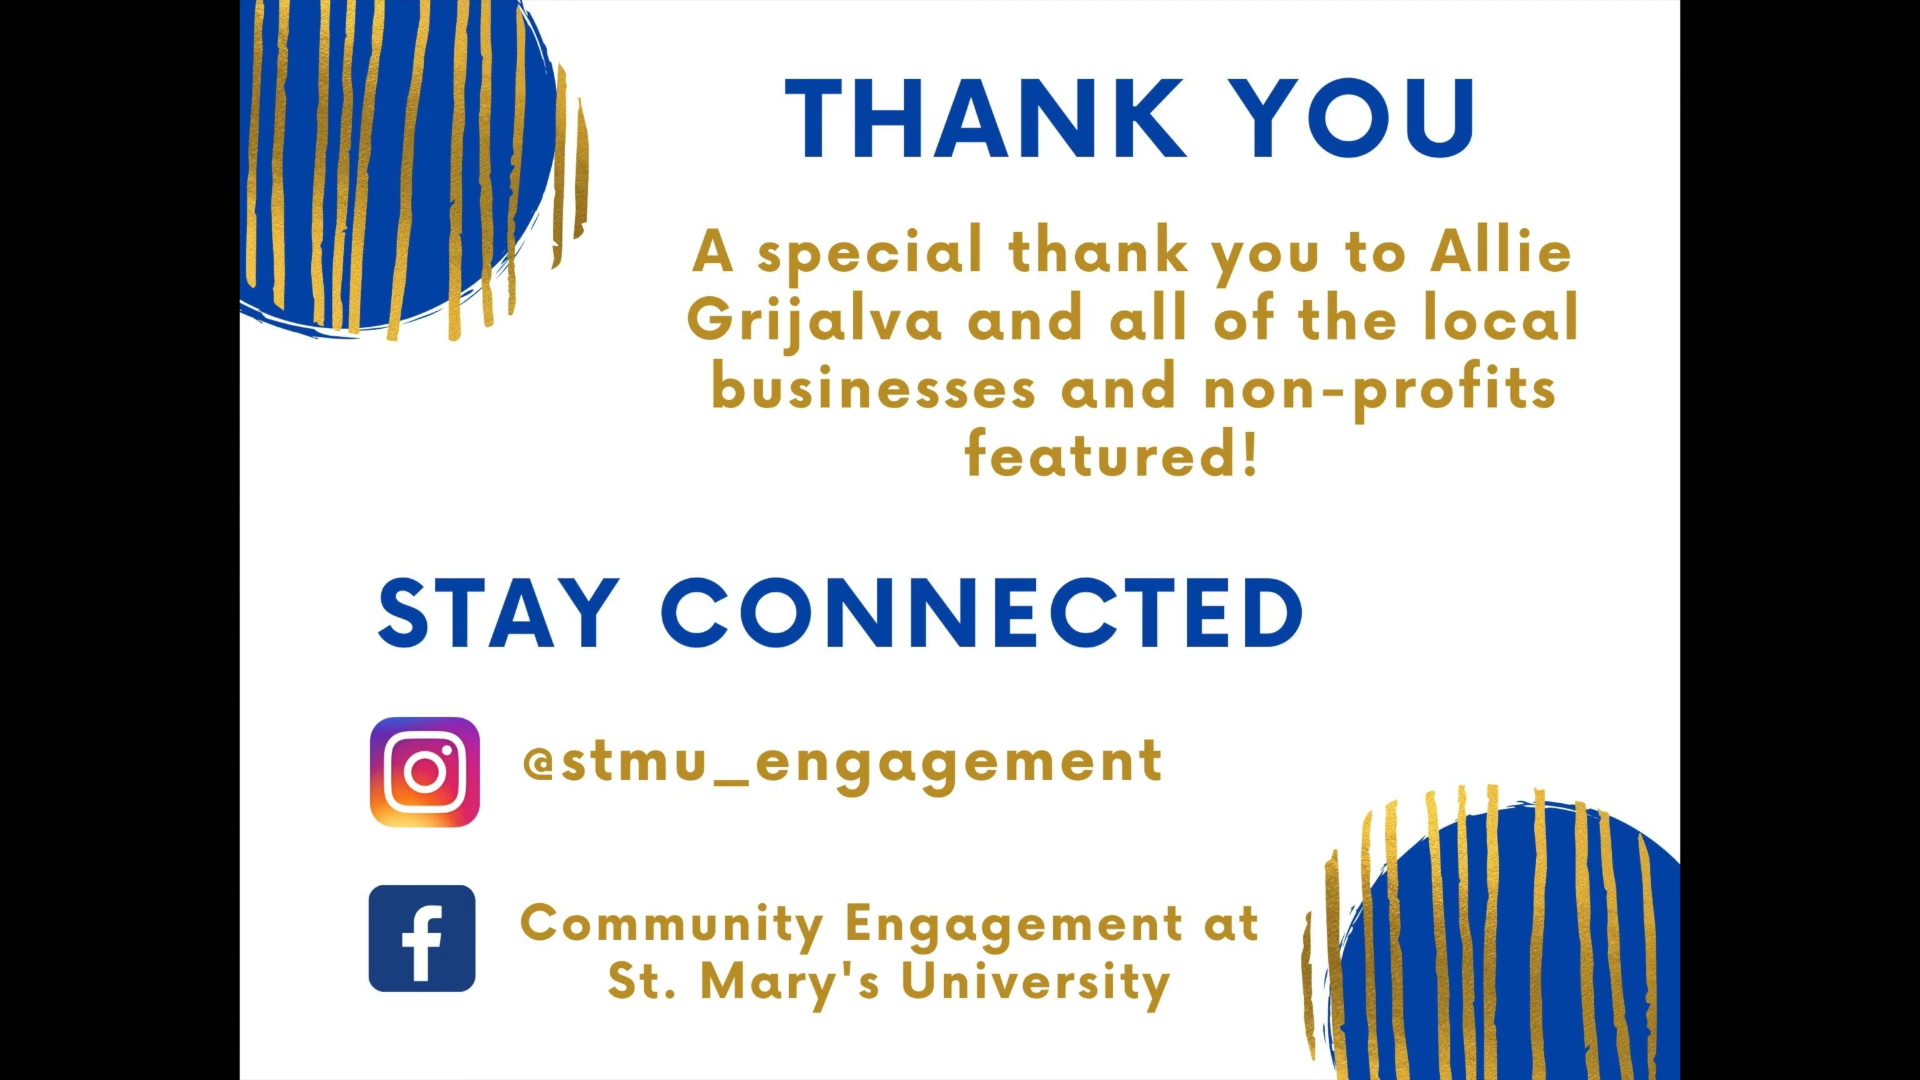 THANK YOU
A special thank you to Allie
Grijalva and all of the local
businesses and non-profits
featured!
STAY CONNECTED
@stmu_engagement
Community Engagement at
St. Mary's University